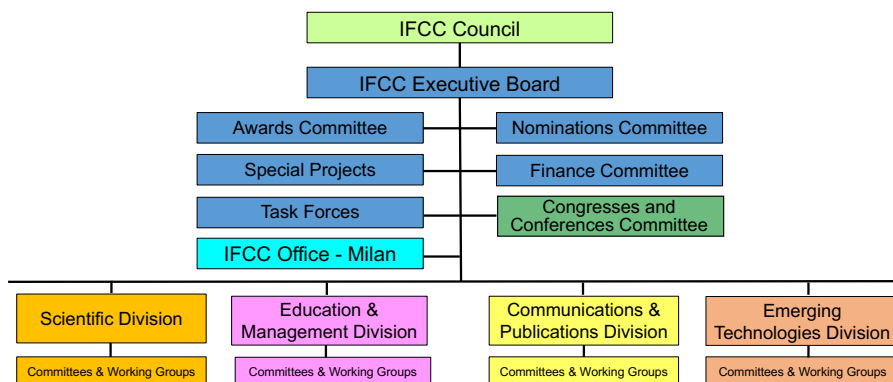 IFCC Council
IFCC Executive Board
Awards Committee
Nominations Committee
Special Projects
Finance Committee
Task Forces
Congresses and
Conferences Committee
IFCC Office - Milan
Scientific Division
Education &
Management Division
Communications &
Publications Division
Emerging
Technologies Division
Committees & Working Groups
Committees & Working Groups
Committees & Working Groups
Committees & Working Groups